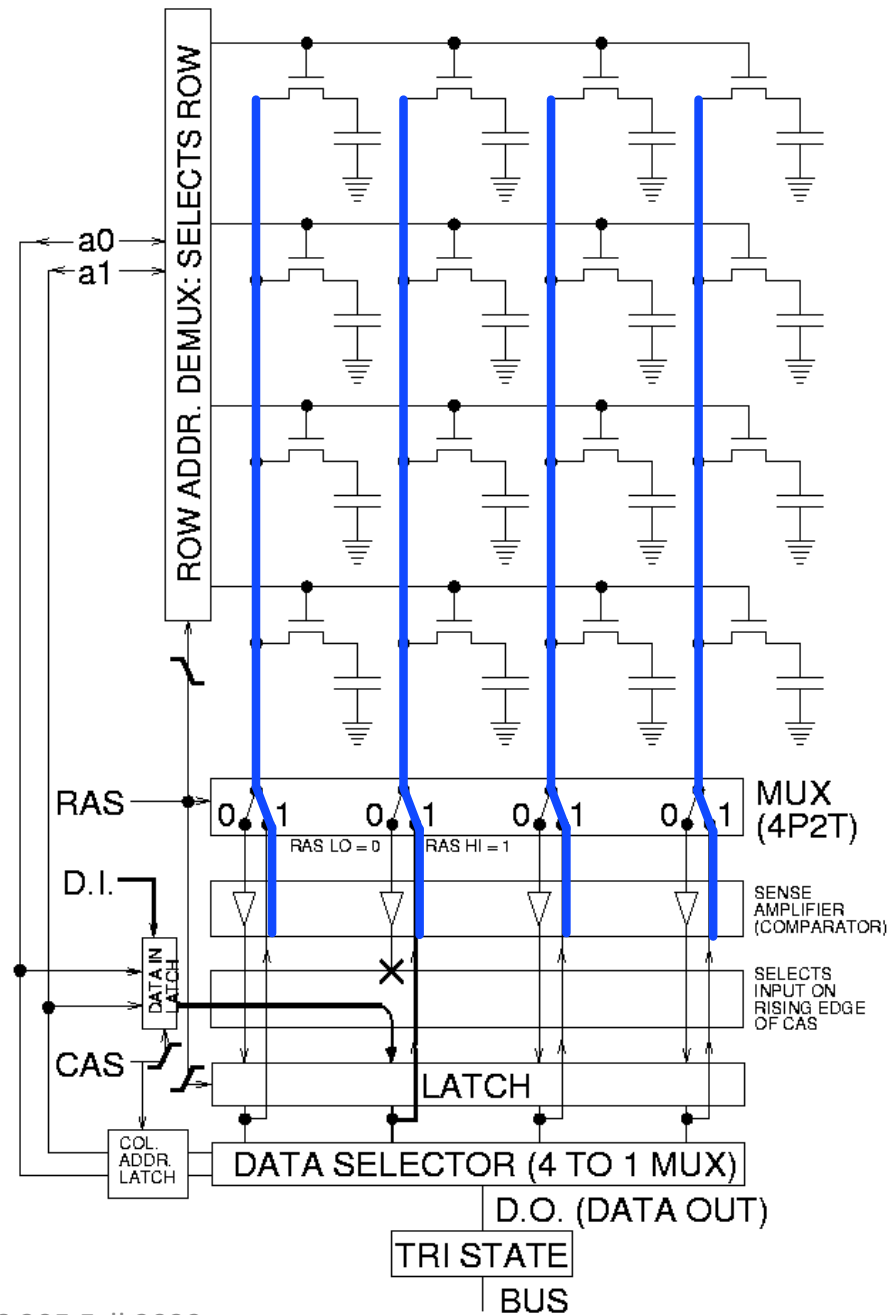 ROW ADDR. DEMUX: SELECTS ROW
a0
a1
RAS
0 1 0 1 0 1 0 1
MUX
(4P2T)
RAS LO = 0
RAS HI = 1
D.I.
SENSE
AMPLIFIER
(COMPARATOR)
DATA IN
LATCH
SELECTS
INPUT ON
RISING EDGE
OF CAS
CAS
LATCH
COL.
ADDR.
LATCH
DATA SELECTOR (4 TO 1 MUX)
D.O. (DATA OUT)
TRI STATE
BUS